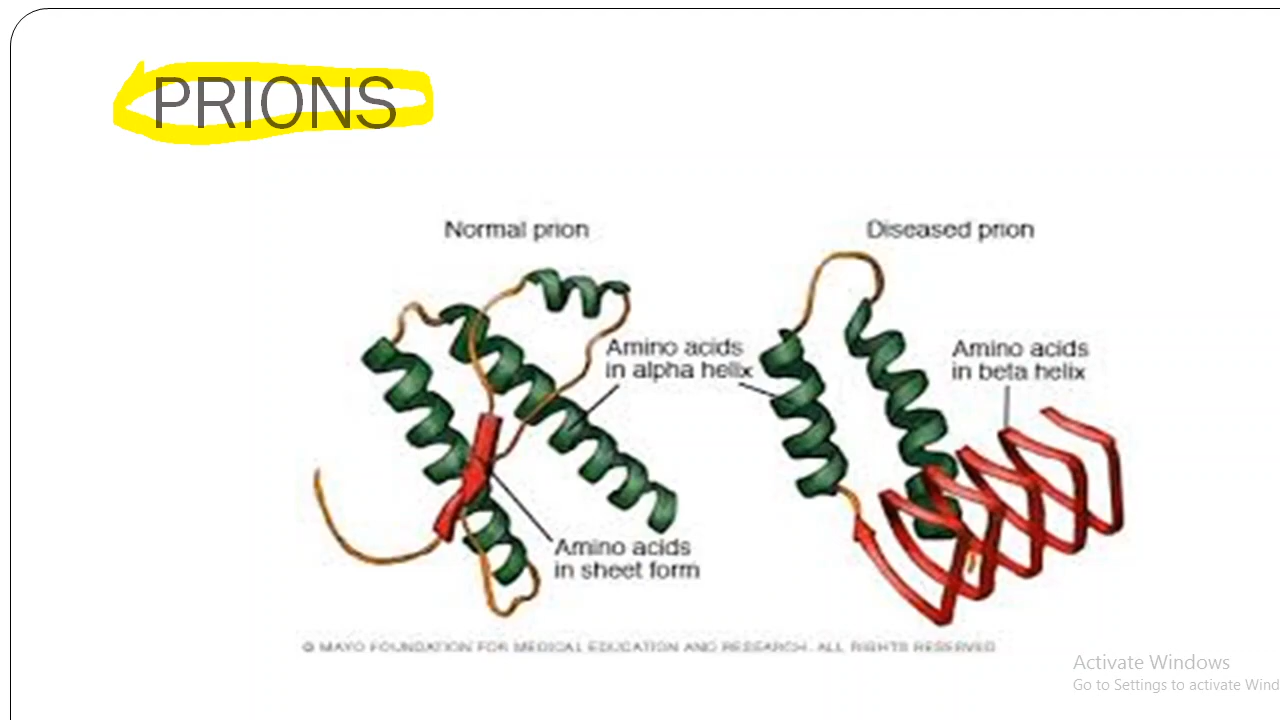 PRIONS
Normal prion
Diseased prion
Amino acids
in alpha helix
Amino acids
in beta helix
Amino acids
in sheet form
© MAYO FOUNDATION FOR MEDICAL EDUCATION AND RESEARCH. ALL RIGHTS RESERVED
Activate Windows
Go to Settings to activate Wind